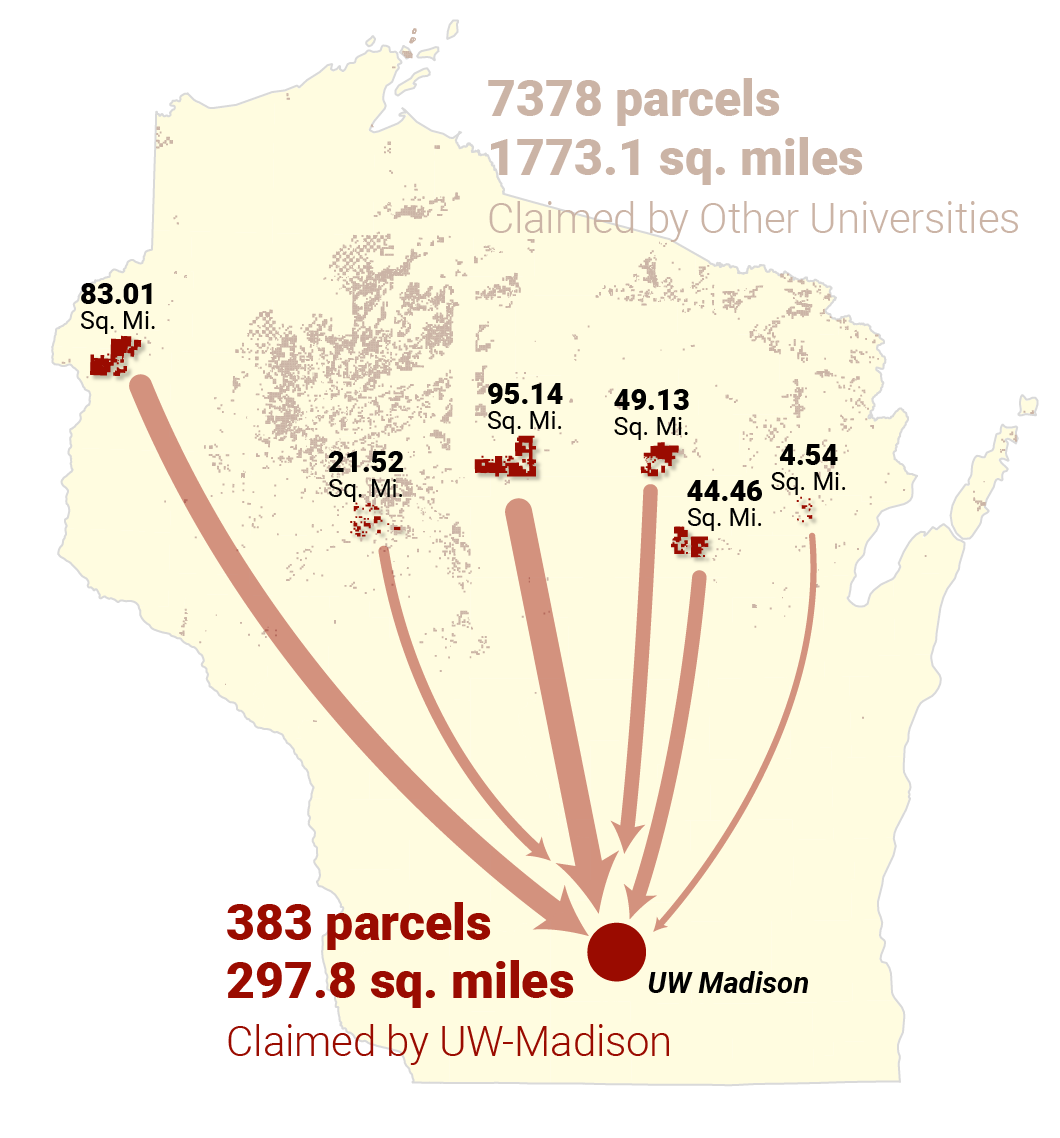 7378 parcels
1773.1 sq. miles
Claimed by Other Universities
83.01
Sq. Mi.
95.14
Sq. Mi.
49.13
Sq. Mi.
21.52
Sq. Mi.
44.46
Sq. Mi.
4.54
Sq. Mi.
383 parcels
297.8 sq. miles
Claimed by UW-Madison
UW Madison